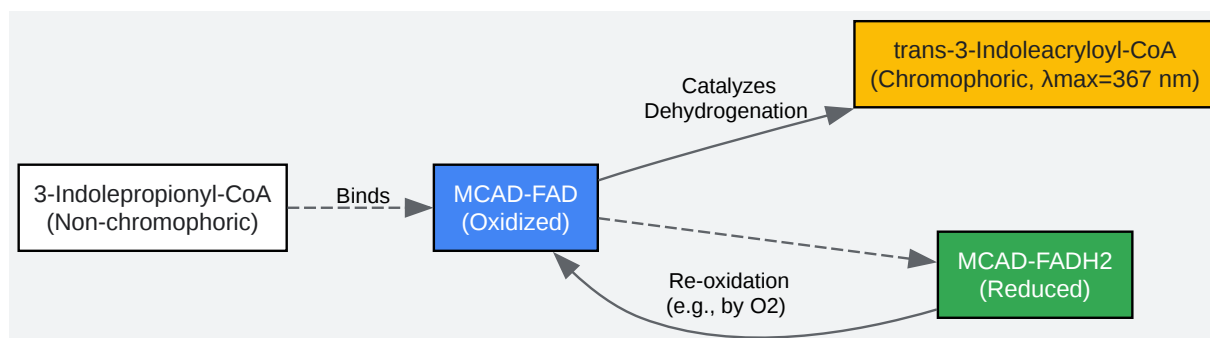 trans-3-Indoleacryloyl-CoA
(Chromophoric, λmax=367 nm)
Catalyzes
Dehydrogenation
3-Indolepropionyl-CoA
(Non-chromophoric)
Binds
MCAD-FAD
(Oxidized)
MCAD-FADH2
(Reduced)
Re-oxidation
(e.g., by O2)